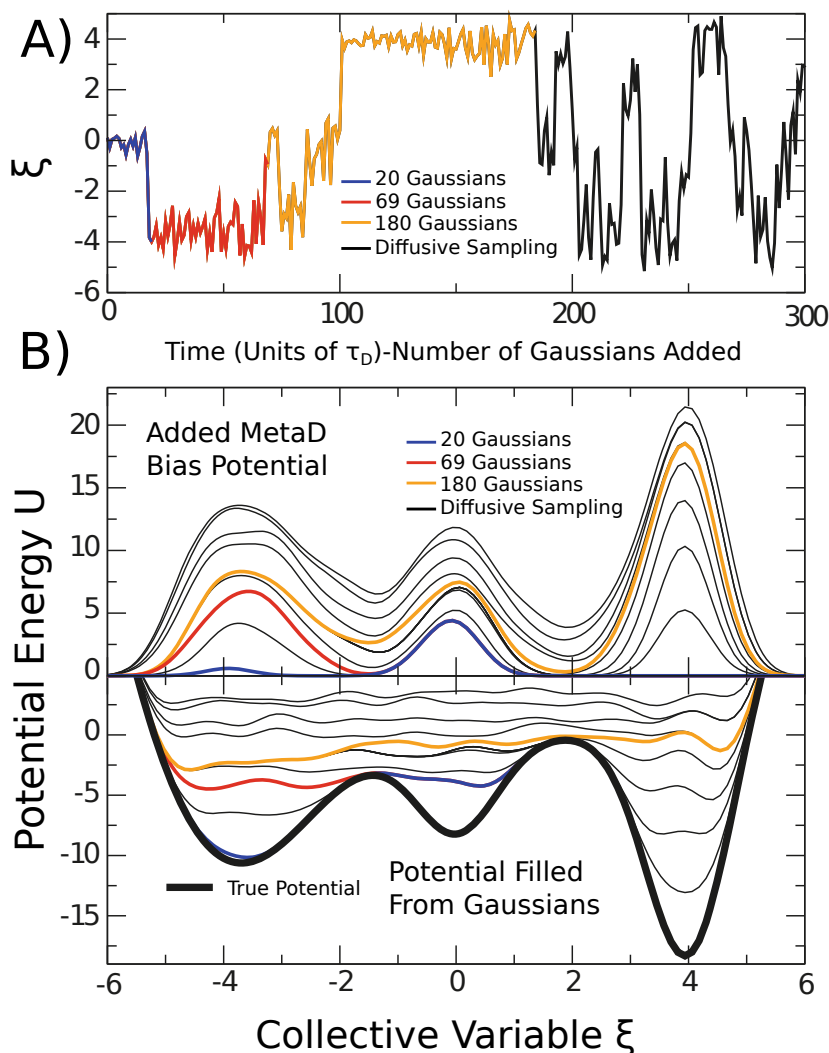 A)
4
2
0
-2
-4
-6
ξ
20 Gaussians
69 Gaussians
180 Gaussians
Diffusive Sampling
0 100 200 300
Time (Units of τD)-Number of Gaussians Added
B)
20
15
10
5
0
Added MetaD
Bias Potential
20 Gaussians
69 Gaussians
180 Gaussians
Diffusive Sampling
Potential Energy U
0
-5
-10
-15
True Potential
Potential Filled
From Gaussians
-6 -4 -2 0 2 4 6
Collective Variable ξ